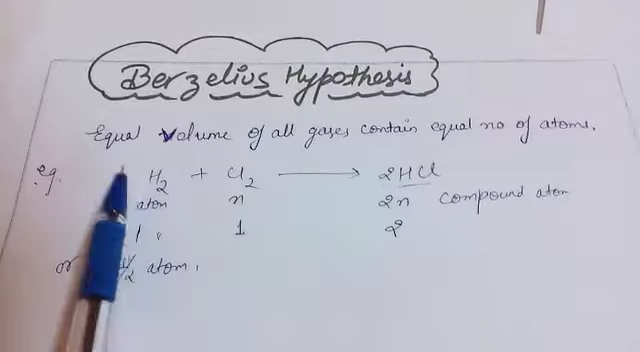 Berzelius Hypothesis
Equal Volume of all gases contain equal no of atoms.
eg. H2 + Cl2 → 2HCl
atom n 2n compound atom
1 " 1 2
or 1/2 atom.